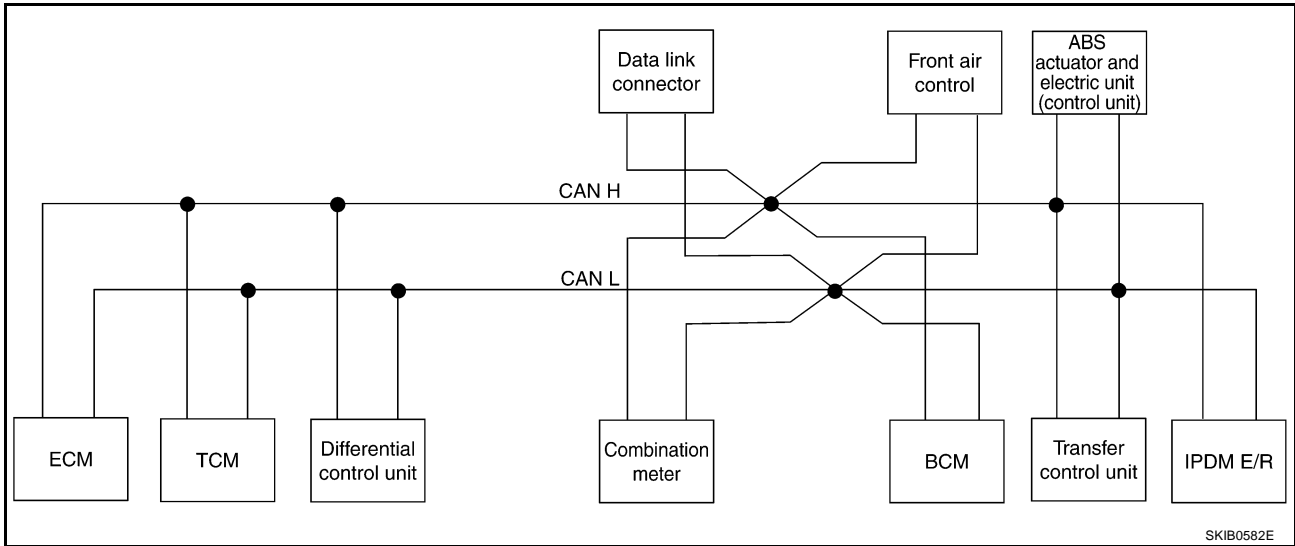 Data link
connector
Front air
control
ABS
actuator and
electric unit
(control unit)
CAN H
CAN L
ECM
TCM
Differential
control unit
Combination
meter
BCM
Transfer
control unit
IPDM E/R
SKIB0582E